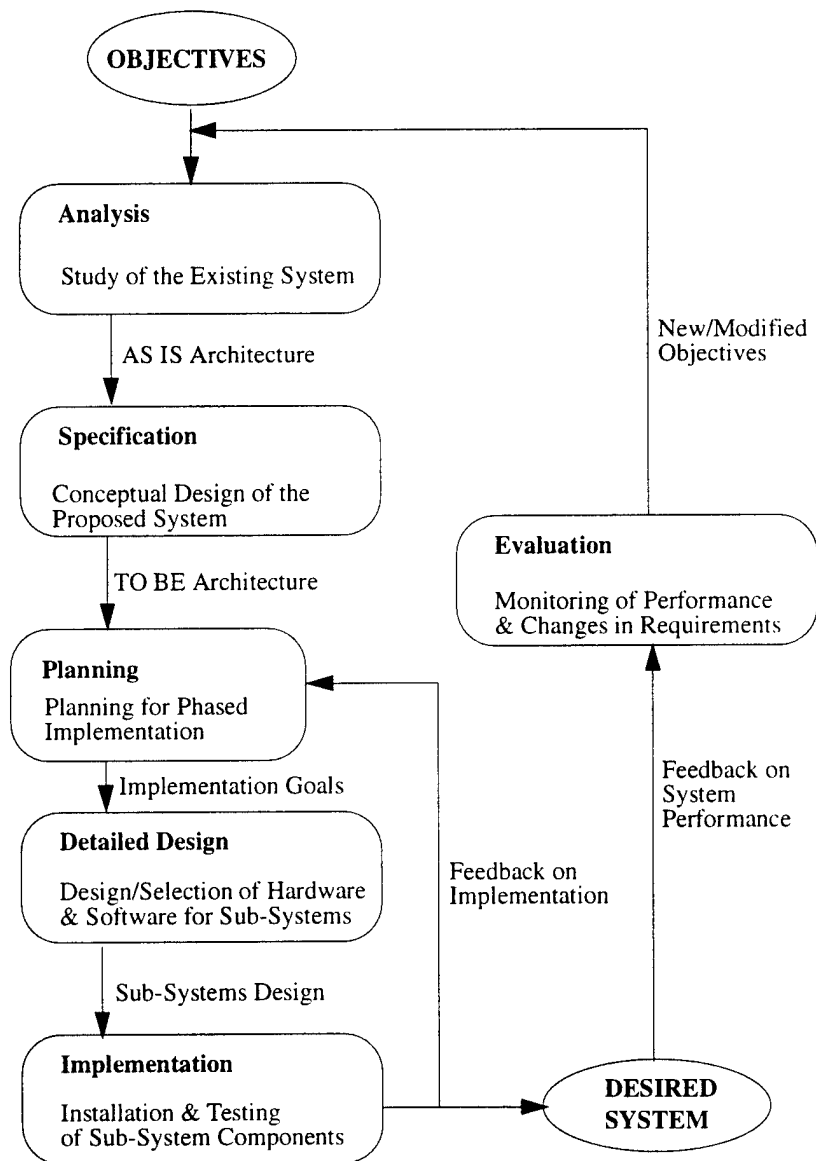 OBJECTIVES
Analysis
Study of the Existing System
AS IS Architecture
Specification
Conceptual Design of the
Proposed System
TO BE Architecture
Planning
Planning for Phased
Implementation
Implementation Goals
Detailed Design
Design/Selection of Hardware
& Software for Sub-Systems
Sub-Systems Design
Implementation
Installation & Testing
of Sub-System Components
Feedback on
Implementation
DESIRED
SYSTEM
Feedback on
System
Performance
Evaluation
Monitoring of Performance
& Changes in Requirements
New/Modified
Objectives